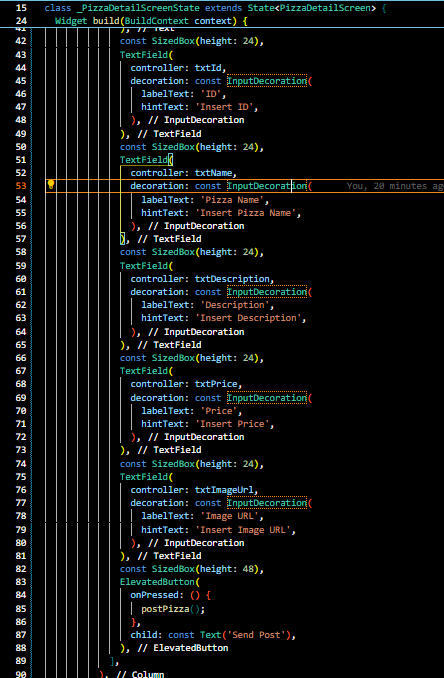 15 class _PizzaDetailScreenState extends State<PizzaDetailScreen> {
24 Widget build(BuildContext context) {
41 ), // Text
42 const SizedBox(height: 24),
43 TextField(
44 controller: txtId,
45 decoration: const InputDecoration(
46 labelText: 'ID',
47 hintText: 'Insert ID',
48 ), // InputDecoration
49 ), // TextField
50 const SizedBox(height: 24),
51 TextField(
52 controller: txtName,
53 decoration: const InputDecoration( You, 20 minutes ag
54 labelText: 'Pizza Name',
55 hintText: 'Insert Pizza Name',
56 ), // InputDecoration
57 ), // TextField
58 const SizedBox(height: 24),
59 TextField(
60 controller: txtDescription,
61 decoration: const InputDecoration(
62 labelText: 'Description',
63 hintText: 'Insert Description',
64 ), // InputDecoration
65 ), // TextField
66 const SizedBox(height: 24),
67 TextField(
68 controller: txtPrice,
69 decoration: const InputDecoration(
70 labelText: 'Price',
71 hintText: 'Insert Price',
72 ), // InputDecoration
73 ), // TextField
74 const SizedBox(height: 24),
75 TextField(
76 controller: txtImageUrl,
77 decoration: const InputDecoration(
78 labelText: 'Image URL',
79 hintText: 'Insert Image URL',
80 ), // InputDecoration
81 ), // TextField
82 const SizedBox(height: 48),
83 ElevatedButton(
84 onPressed: () {
85 postPizza();
86 },
87 child: const Text('Send Post'),
88 ), // ElevatedButton
89 ],
90 ), // Column